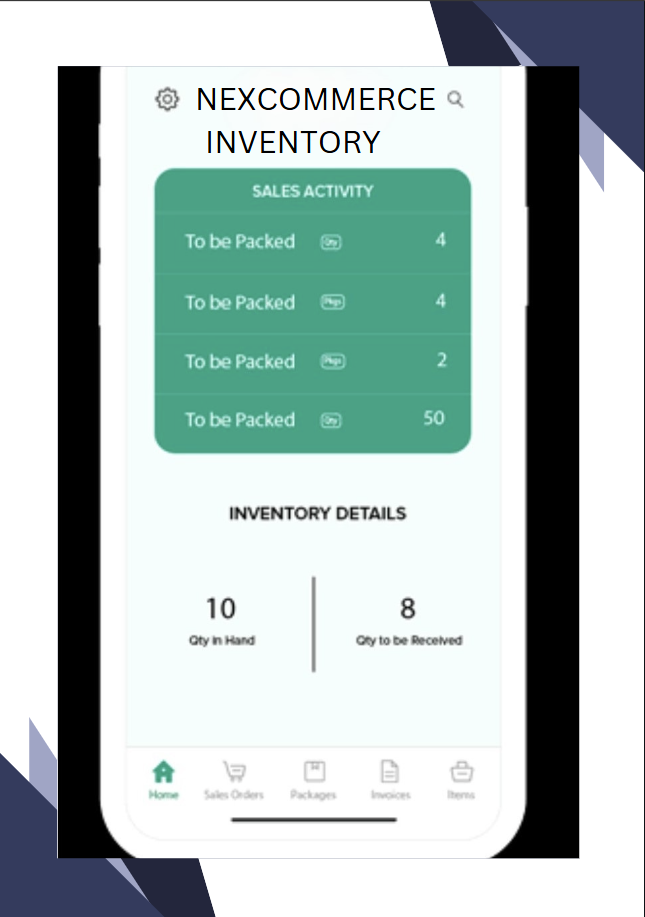 NEXCOMMERCE
INVENTORY
SALES ACTIVITY
To be Packed Qty 4
To be Packed Pkgs 4
To be Packed Pkgs 2
To be Packed Qty 50
INVENTORY DETAILS
10 8
Qty in Hand Qty to be Received
Home Sales Orders Packages Invoices Items